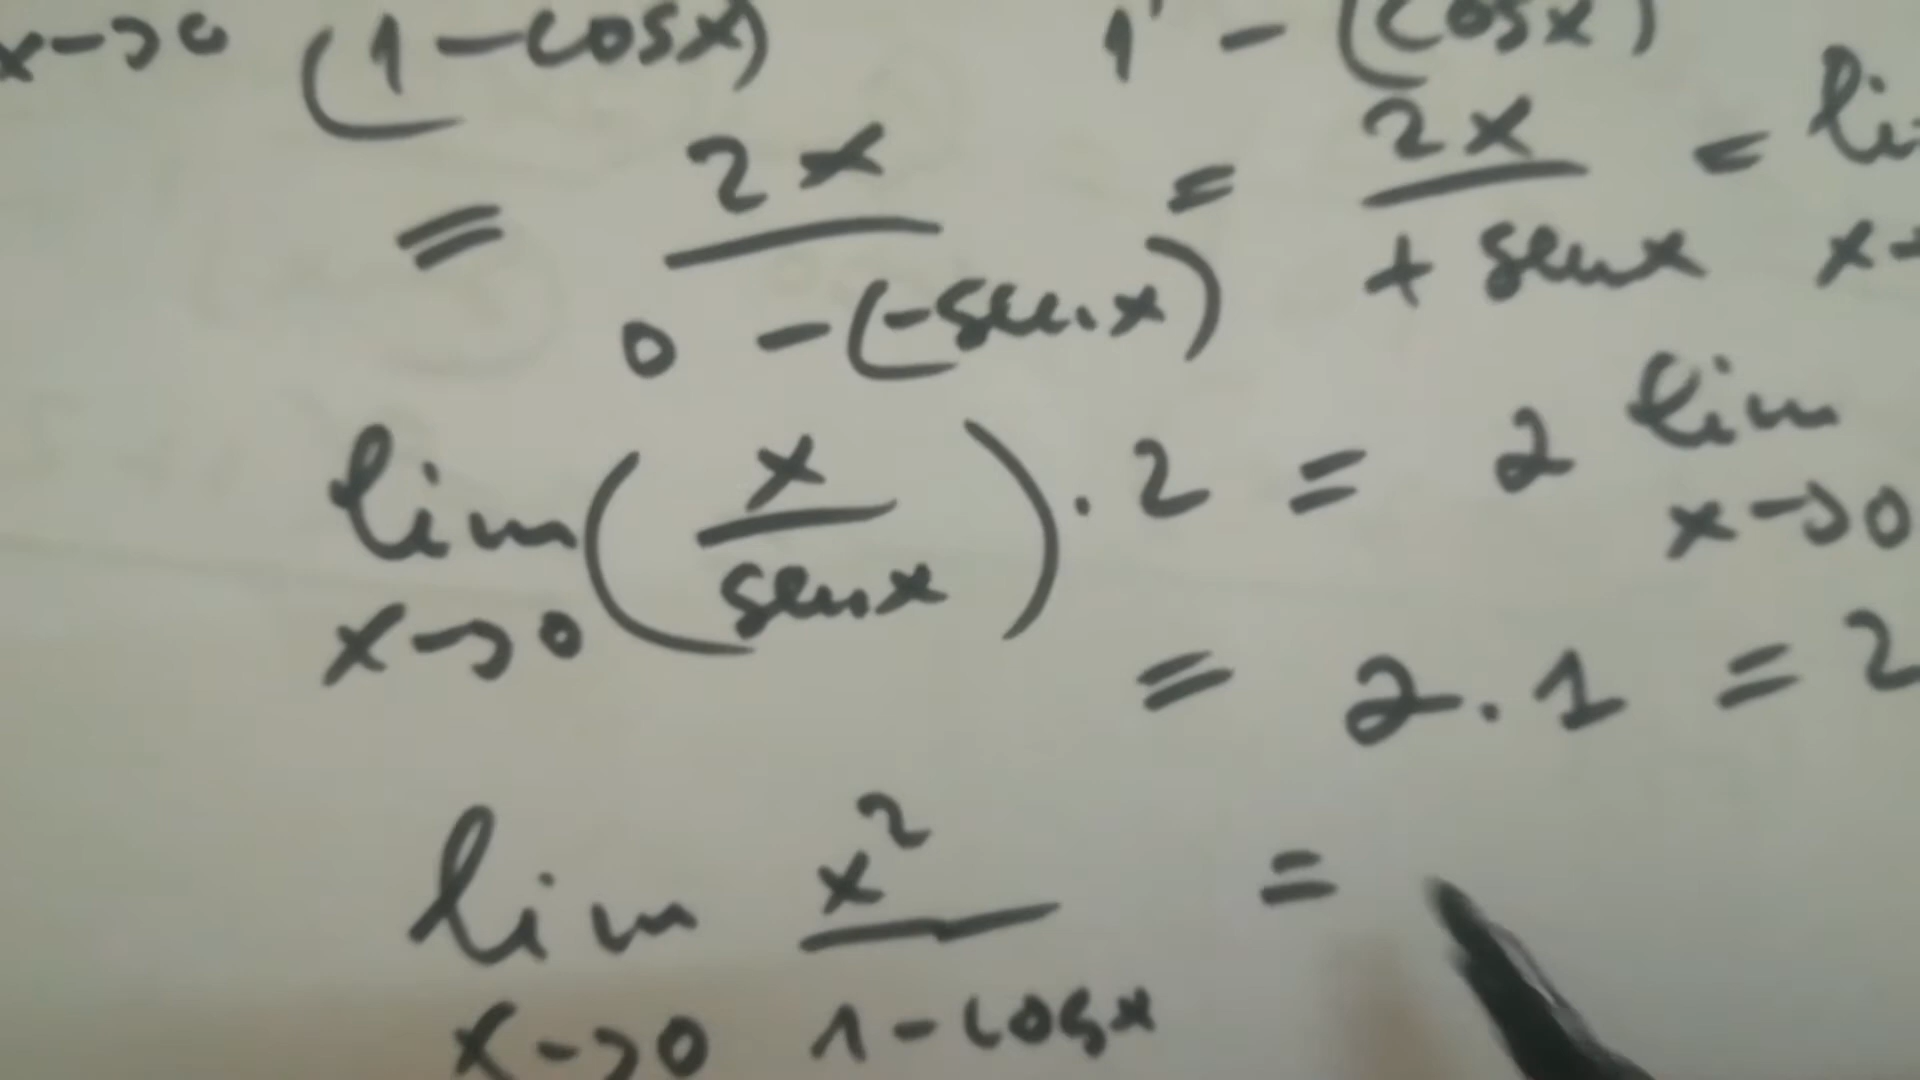 x→0 (1-cosx) 1' - (cosx)
= 2x / 0 - (-senx) = 2x / + senx = li
x
lim x→0 (x / senx) . 2 = 2 lim x→0
= 2 . 1 = 2
lim x→0 x² / 1-cosx =